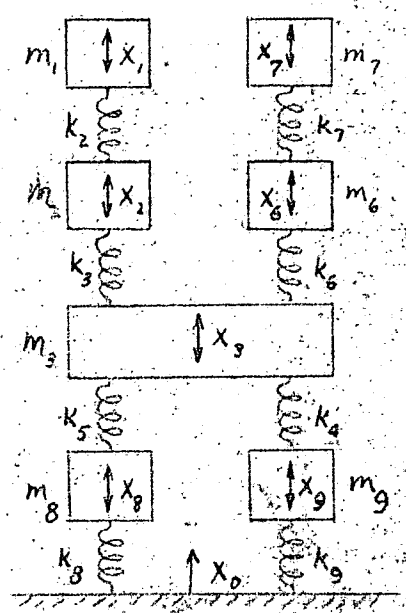 m₁ X₁ X₇ m₇
k₂ k₇
m X₂ X₆ m₆
k₃ k₆
m₃ X₃
k₅ k₄
m₈ X₈ X₉ m₉
k₈ X₀ k₉